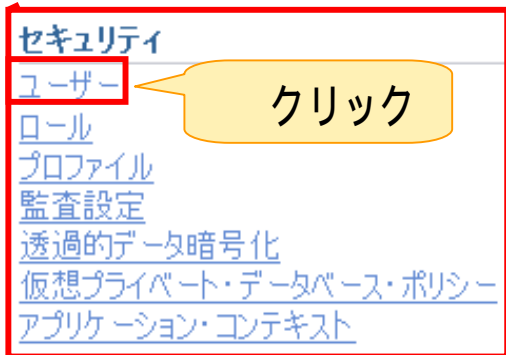 セキュリティ
ユーザー
クリック
ロール
プロファイル
監査設定
透過的データ暗号化
仮想プライベート・データベース・ポリシー
アプリケーション・コンテキスト